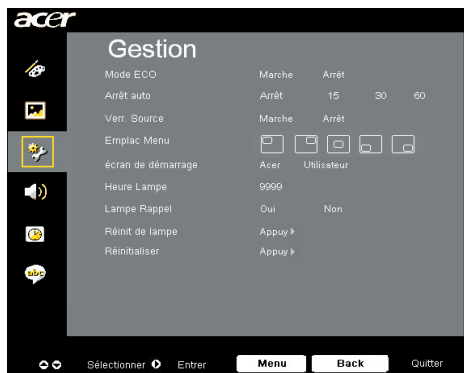 acer
Gestion
Mode ECO Marche Arrêt
Arrêt auto Arrêt 15 30 60
Verr. Source Marche Arrêt
Emplac Menu
écran de démarrage Acer Utilisateur
Heure Lampe 9999
Lampe Rappel Oui Non
Réinit de lampe Appuy
Réinitialiser Appuy
abc
Sélectionner Entrer Menu Back Quitter